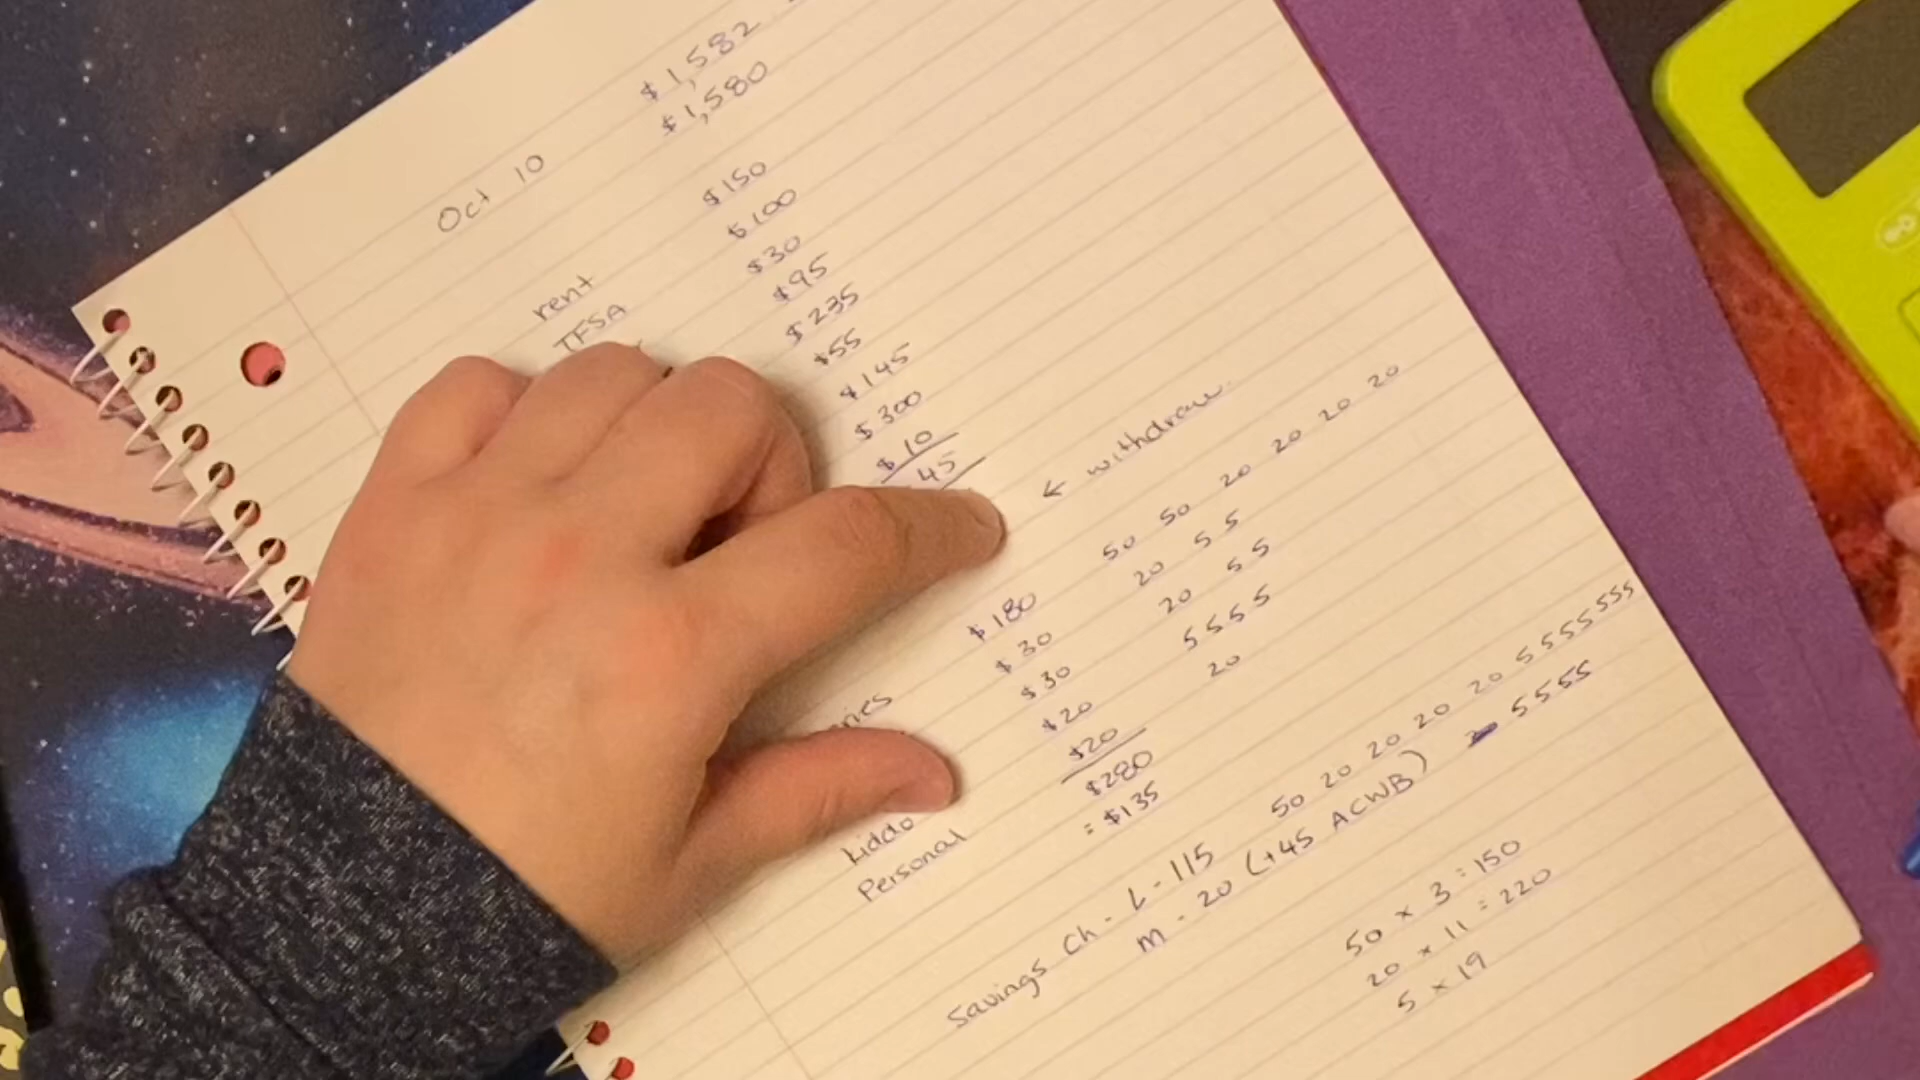 Oct 10 $1,582
$1,580
rent $150
TFSA $100
$30
$95
$235
$55
$145
$300
$10
45
← withdraw
$180 50 50 20 20 20 20
$30 20 5 5
$30 20 5 5
$20 5 5 5 5
kiddo $20 20
Personal $280
= $135
Savings Ch - L - 115 50 20 20 20 20 5 5 5 5 5 5 5
m - 20 (+45 ACWB) 5 5 5 5
50 x 3 = 150
20 x 11 = 220
5 x 19